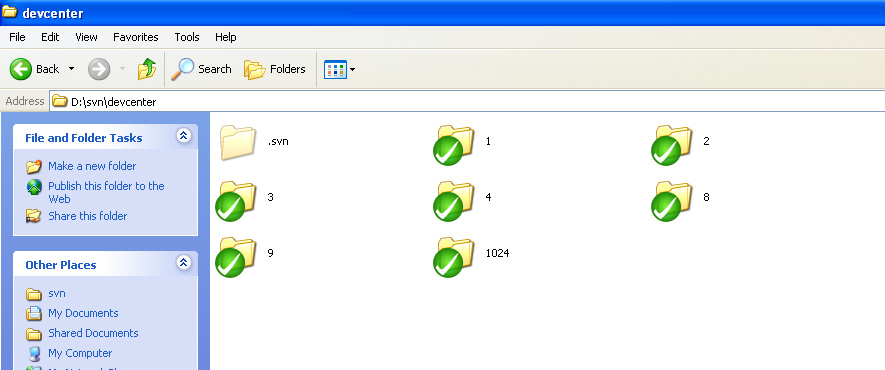 devcenter
File Edit View Favorites Tools Help
Back Search Folders
Address D:\svn\devcenter
File and Folder Tasks
Make a new folder
Publish this folder to the
Web
Share this folder
Other Places
svn
My Documents
Shared Documents
My Computer
.svn 1 2
3 4 8
9 1024